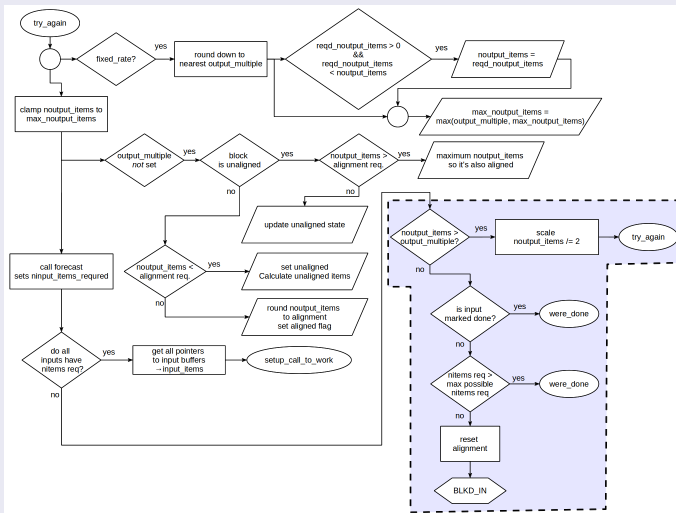 try_again
fixed_rate?
yes
round down to
nearest output_multiple
reqd_noutput_items > 0
&&
reqd_noutput_items
< noutput_items
yes
noutput_items =
reqd_noutput_items
clamp noutput_items to
max_noutput_items
max_noutput_items =
max(output_multiple, max_noutput_items)
output_multiple
not set
yes
block
is unaligned
yes
noutput_items >
alignment req.
yes
maximum noutput_items
so it's also aligned
no
no
update unaligned state
noutput_items >
output_multiple?
yes
scale
noutput_items /= 2
try_again
call forecast
sets ninput_items_requred
noutput_items <
alignment req.
yes
set unaligned
Calculate unaligned items
no
no
round noutput_items
to alignment
set aligned flag
is input
marked done?
yes
were_done
do all
inputs have
nitems req?
yes
get all pointers
to input buffers
→input_items
setup_call_to_work
no
no
nitems req >
max possible
nitems req
yes
were_done
no
reset
alignment
BLKD_IN